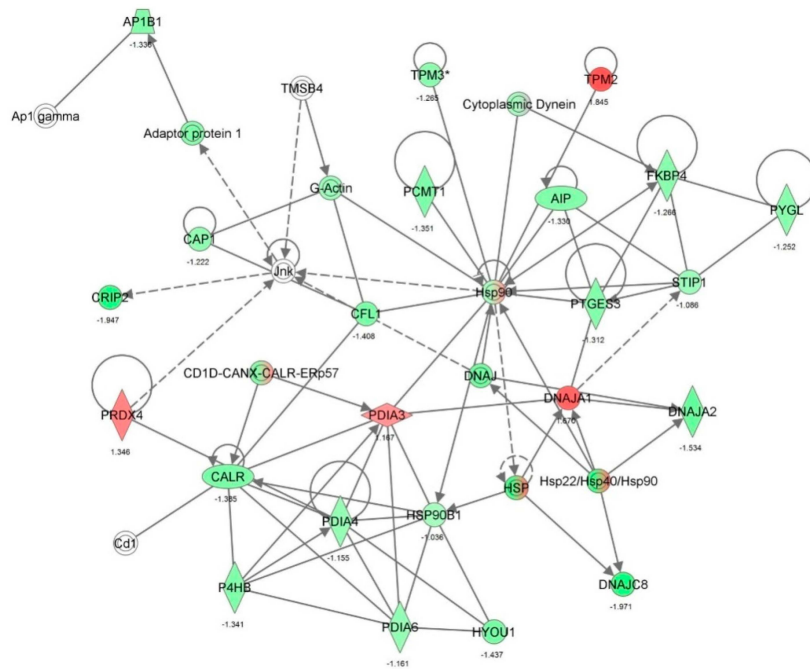 AP1B1
-1.338
Ap1 gamma
Adaptor protein 1
TMSB4
TPM3*
-1.265
TPM2
1.845
Cytoplasmic Dynein
G-Actin
PCMT1
-1.351
AIP
-1.330
FKBP4
-1.266
PYGL
-1.252
CAP1
-1.222
Jnk
CRIP2
-1.947
CFL1
-1.408
Hsp90
PTGES3
-1.312
STIP1
-1.086
CD1D-CANX-CALR-ERp57
DNAJ
PRDX4
1.346
PDIA3
1.167
DNAJA1
1.676
DNAJA2
-1.534
CALR
-1.385
HSP
Hsp22/Hsp40/Hsp90
Cd1
PDIA4
-1.155
HSP90B1
-1.036
P4HB
-1.341
DNAJC8
-1.971
PDIA6
-1.161
HYOU1
-1.437